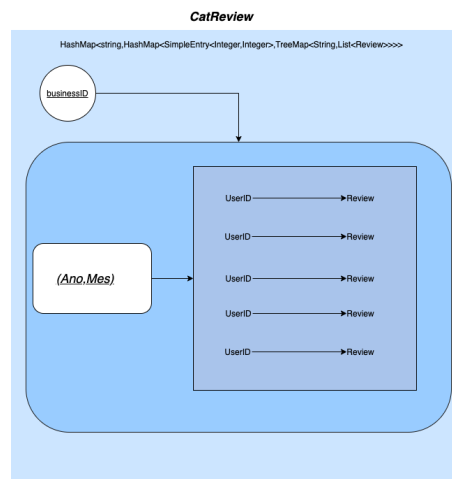 CatReview
HashMap<string,HashMap<SimpleEntry<Integer,Integer>,TreeMap<String,List<Review>>>>
businessID
UserID Review
UserID Review
(Ano,Mes)
UserID Review
UserID Review
UserID Review